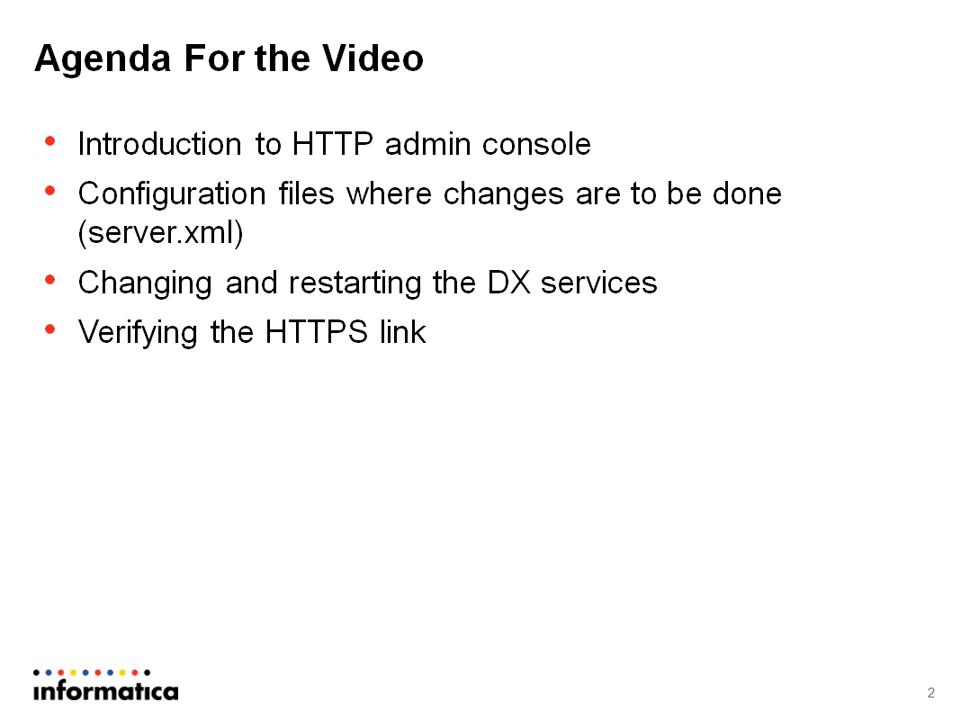 Agenda For the Video
• Introduction to HTTP admin console
• Configuration files where changes are to be done
(server.xml)
• Changing and restarting the DX services
• Verifying the HTTPS link
informatica
2